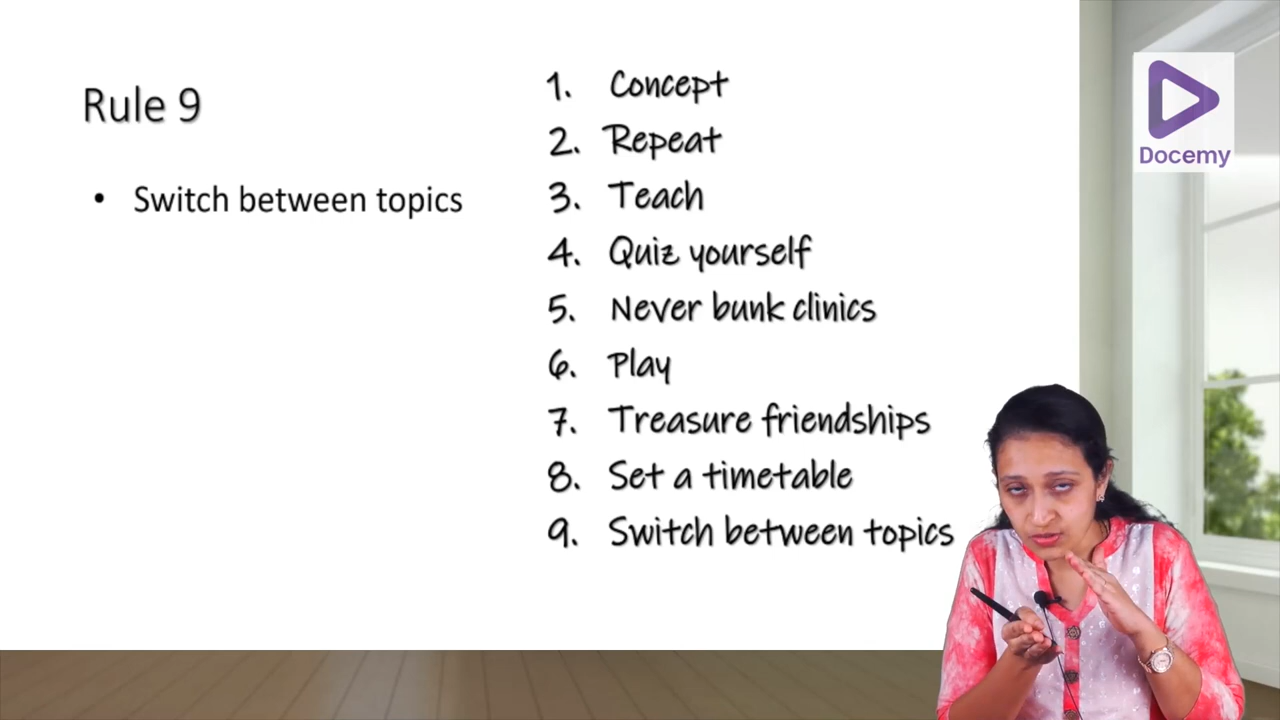 Rule 9
• Switch between topics
1. Concept
2. Repeat
3. Teach
4. Quiz yourself
5. Never bunk clinics
6. Play
7. Treasure friendships
8. Set a timetable
9. Switch between topics
Docemy